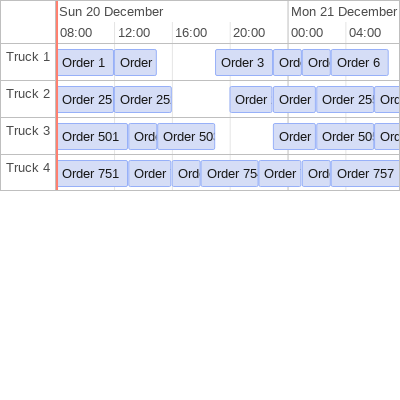 Sun 20 December Mon 21 December
08:00 12:00 16:00 20:00 00:00 04:00
Truck 1 Order 1 Order Order 3 Ord Ord Order 6
Truck 2 Order 25 Order 25 Order Order Order 25 Ord
Truck 3 Order 501 Ord Order 50 Order Order 50 Ord
Truck 4 Order 751 Order Ord Order 75 Order Ord Order 757